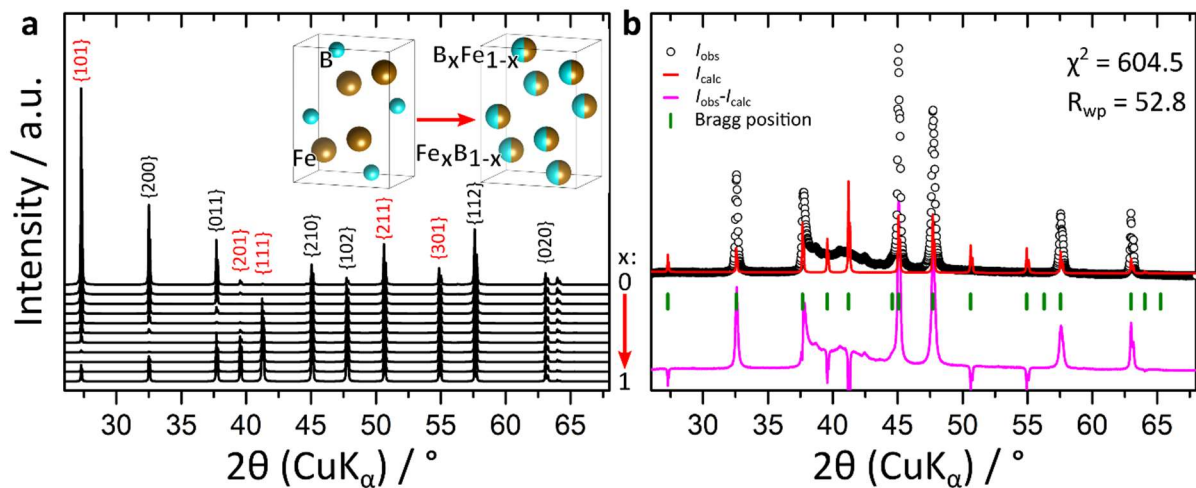 a
Intensity / a.u.
{101}
{200}
{011}
{201}
{111}
{210}
{102}
{211}
{301}
{112}
{020}
B
Fe
BₓFe₁₋ₓ
FeₓB₁₋ₓ
x:
0
1
30 35 40 45 50 55 60 65
2θ (CuKα) / °
b
Iobs
Icalc
Iobs-Icalc
Bragg position
χ² = 604.5
Rwp = 52.8
30 35 40 45 50 55 60 65
2θ (CuKα) / °